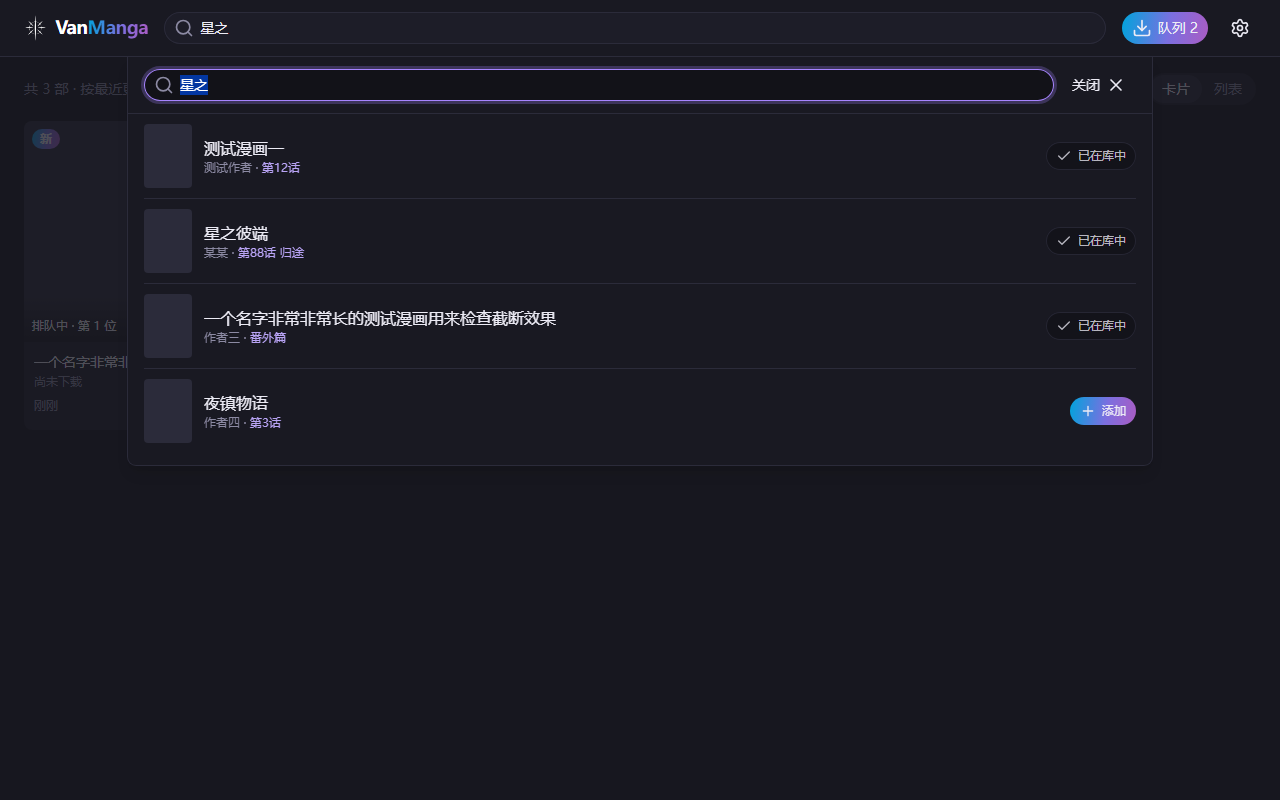 VanManga
星之
队列 2
星之
关闭
共 3 部 · 按最近
卡片
列表
新
测试漫画一
测试作者 · 第12话
已在库中
星之彼端
某某 · 第88话 归途
已在库中
排队中 · 第 1 位
一个名字非常非常长的测试漫画用来检查截断效果
作者三 · 番外篇
已在库中
一个名字非常非
尚未下载
刚刚
夜镇物语
作者四 · 第3话
添加